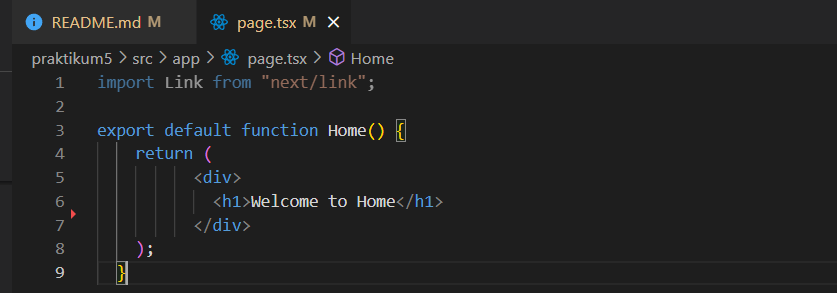 README.md M page.tsx M
praktikum5 > src > app > page.tsx > Home
1 import Link from "next/link";
2
3 export default function Home() {
4 return (
5 <div>
6 <h1>Welcome to Home</h1>
7 </div>
8 );
9 }